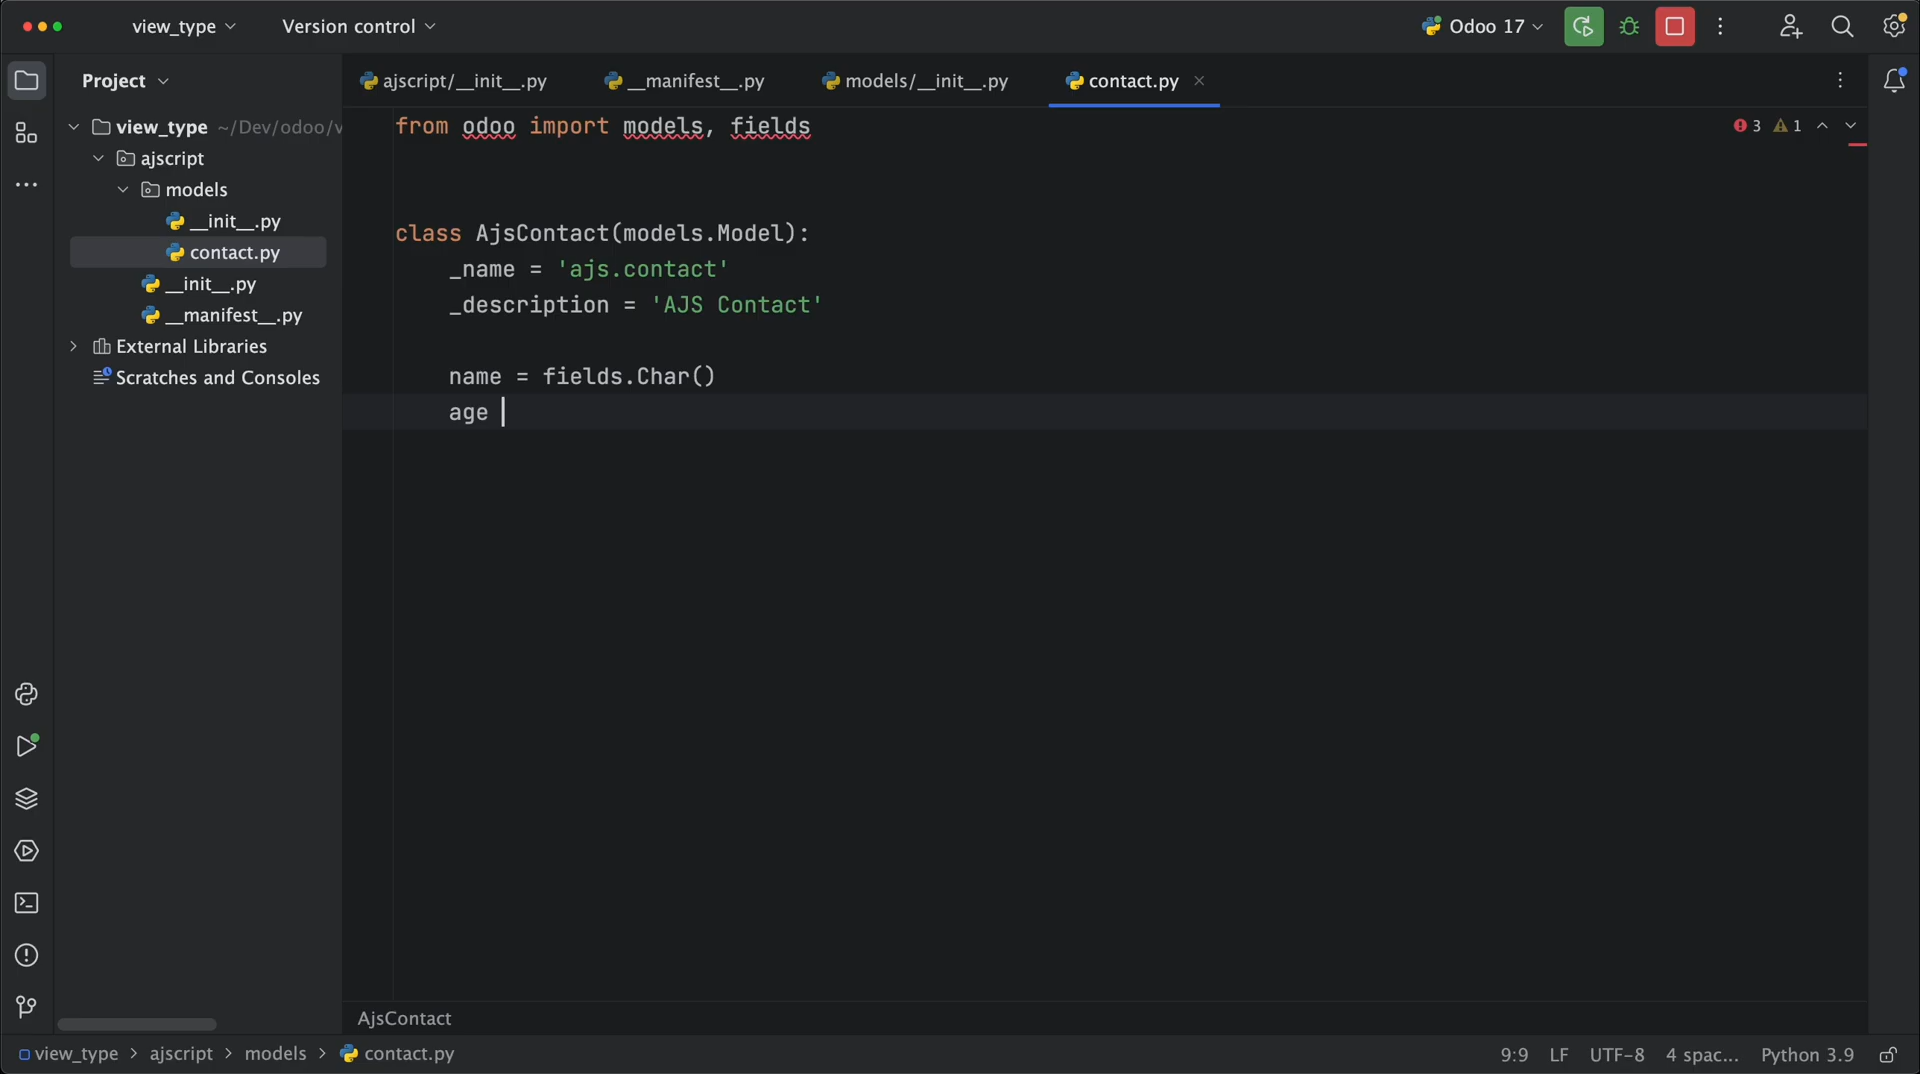 view_type
Version control
Odoo 17
Project
ajscript/__init__.py
__manifest__.py
models/__init__.py
contact.py
view_type ~/Dev/odoo/v
ajscript
models
__init__.py
contact.py
__init__.py
__manifest__.py
External Libraries
Scratches and Consoles
from odoo import models, fields
3
1
class AjsContact(models.Model):
_name = 'ajs.contact'
_description = 'AJS Contact'
name = fields.Char()
age
AjsContact
view_type > ajscript > models > contact.py
9:9 LF UTF-8 4 spac... Python 3.9